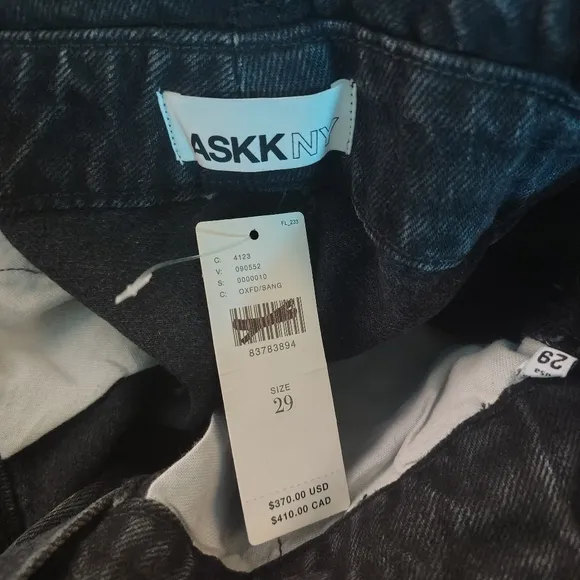 ASKK NY
FL_233
C: 4123
V: 090552
S: 0000010
C: OXFD/SANG
83783894
SIZE
29
$370.00 USD
$410.00 CAD
29